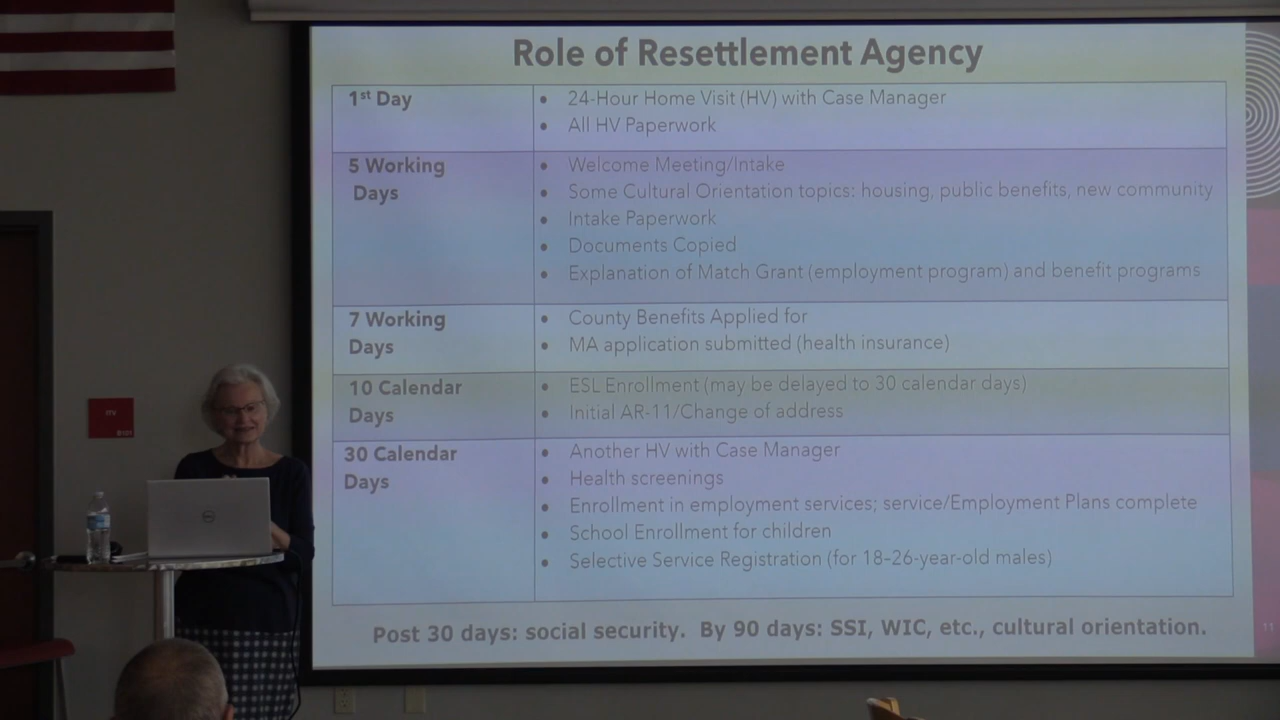 Role of Resettlement Agency
1st Day
• 24-Hour Home Visit (HV) with Case Manager
• All HV Paperwork
5 Working
Days
• Welcome Meeting/Intake
• Some Cultural Orientation topics: housing, public benefits, new community
• Intake Paperwork
• Documents Copied
• Explanation of Match Grant (employment program) and benefit programs
7 Working
Days
• County Benefits Applied for
• MA application submitted (health insurance)
10 Calendar
Days
• ESL Enrollment (may be delayed to 30 calendar days)
• Initial AR-11/Change of address
30 Calendar
Days
• Another HV with Case Manager
• Health screenings
• Enrollment in employment services; service/Employment Plans complete
• School Enrollment for children
• Selective Service Registration (for 18–26-year-old males)
Post 30 days: social security. By 90 days: SSI, WIC, etc., cultural orientation.
11
ITV
DELL